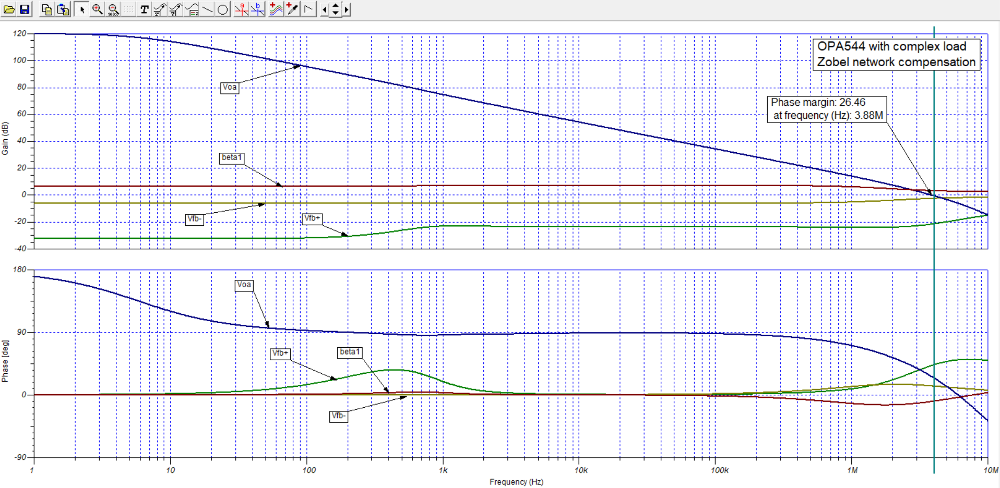 T
100%
a
b
120
100
80
60
40
20
0
-20
-40
Gain (dB)
OPA544 with complex load
Zobel network compensation
Phase margin: 26.46
at frequency (Hz): 3.88M
Voa
beta1
Vfb-
Vfb+
180
90
0
-90
Phase [deg]
Voa
Vfb+
beta1
Vfb-
1
10
100
1k
10k
100k
1M
10M
Frequency (Hz)